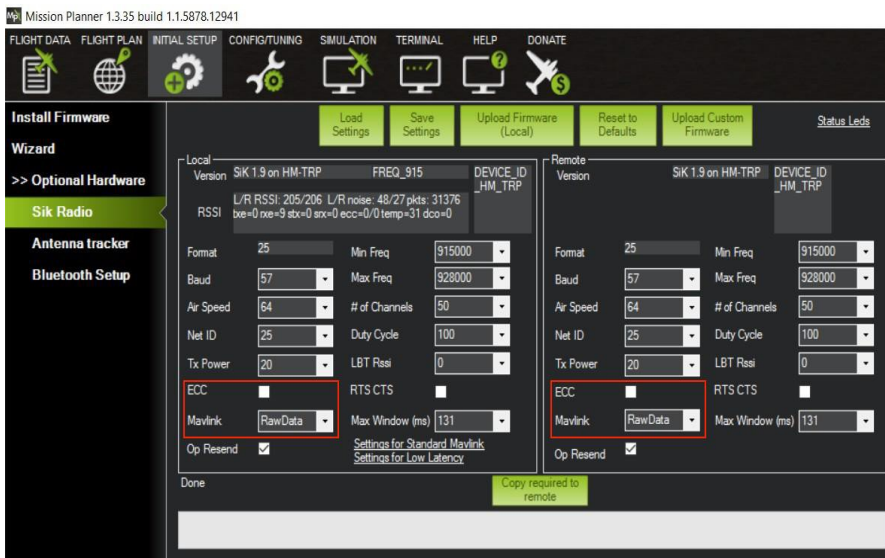 Mission Planner 1.3.35 build 1.1.5878.12941
FLIGHT DATA FLIGHT PLAN INITIAL SETUP CONFIG/TUNING SIMULATION TERMINAL HELP DONATE
Install Firmware
Wizard
>> Optional Hardware
Sik Radio
Antenna tracker
Bluetooth Setup
Load Settings
Save Settings
Upload Firmware (Local)
Reset to Defaults
Upload Custom Firmware
Status Leds
Local
Version SiK 1.9 on HM-TRP FREQ_915 DEVICE_ID
_HM_TRP
L/R RSSI: 205/206 L/R noise: 48/27 pkts: 31376
RSSI txe=0 rxe=9 stx=0 srx=0 ecc=0/0 temp=31 dco=0
Format 25 Min Freq 915000
Baud 57 Max Freq 928000
Air Speed 64 # of Channels 50
Net ID 25 Duty Cycle 100
Tx Power 20 LBT Rssi 0
ECC RTS CTS
Mavlink RawData Max Window (ms) 131
Op Resend Settings for Standard Mavlink
Settings for Low Latency
Remote
Version SiK 1.9 on HM-TRP DEVICE_ID
_HM_TRP
Format 25 Min Freq 915000
Baud 57 Max Freq 928000
Air Speed 64 # of Channels 50
Net ID 25 Duty Cycle 100
Tx Power 20 LBT Rssi 0
ECC RTS CTS
Mavlink RawData Max Window (ms) 131
Op Resend
Done
Copy required to
remote